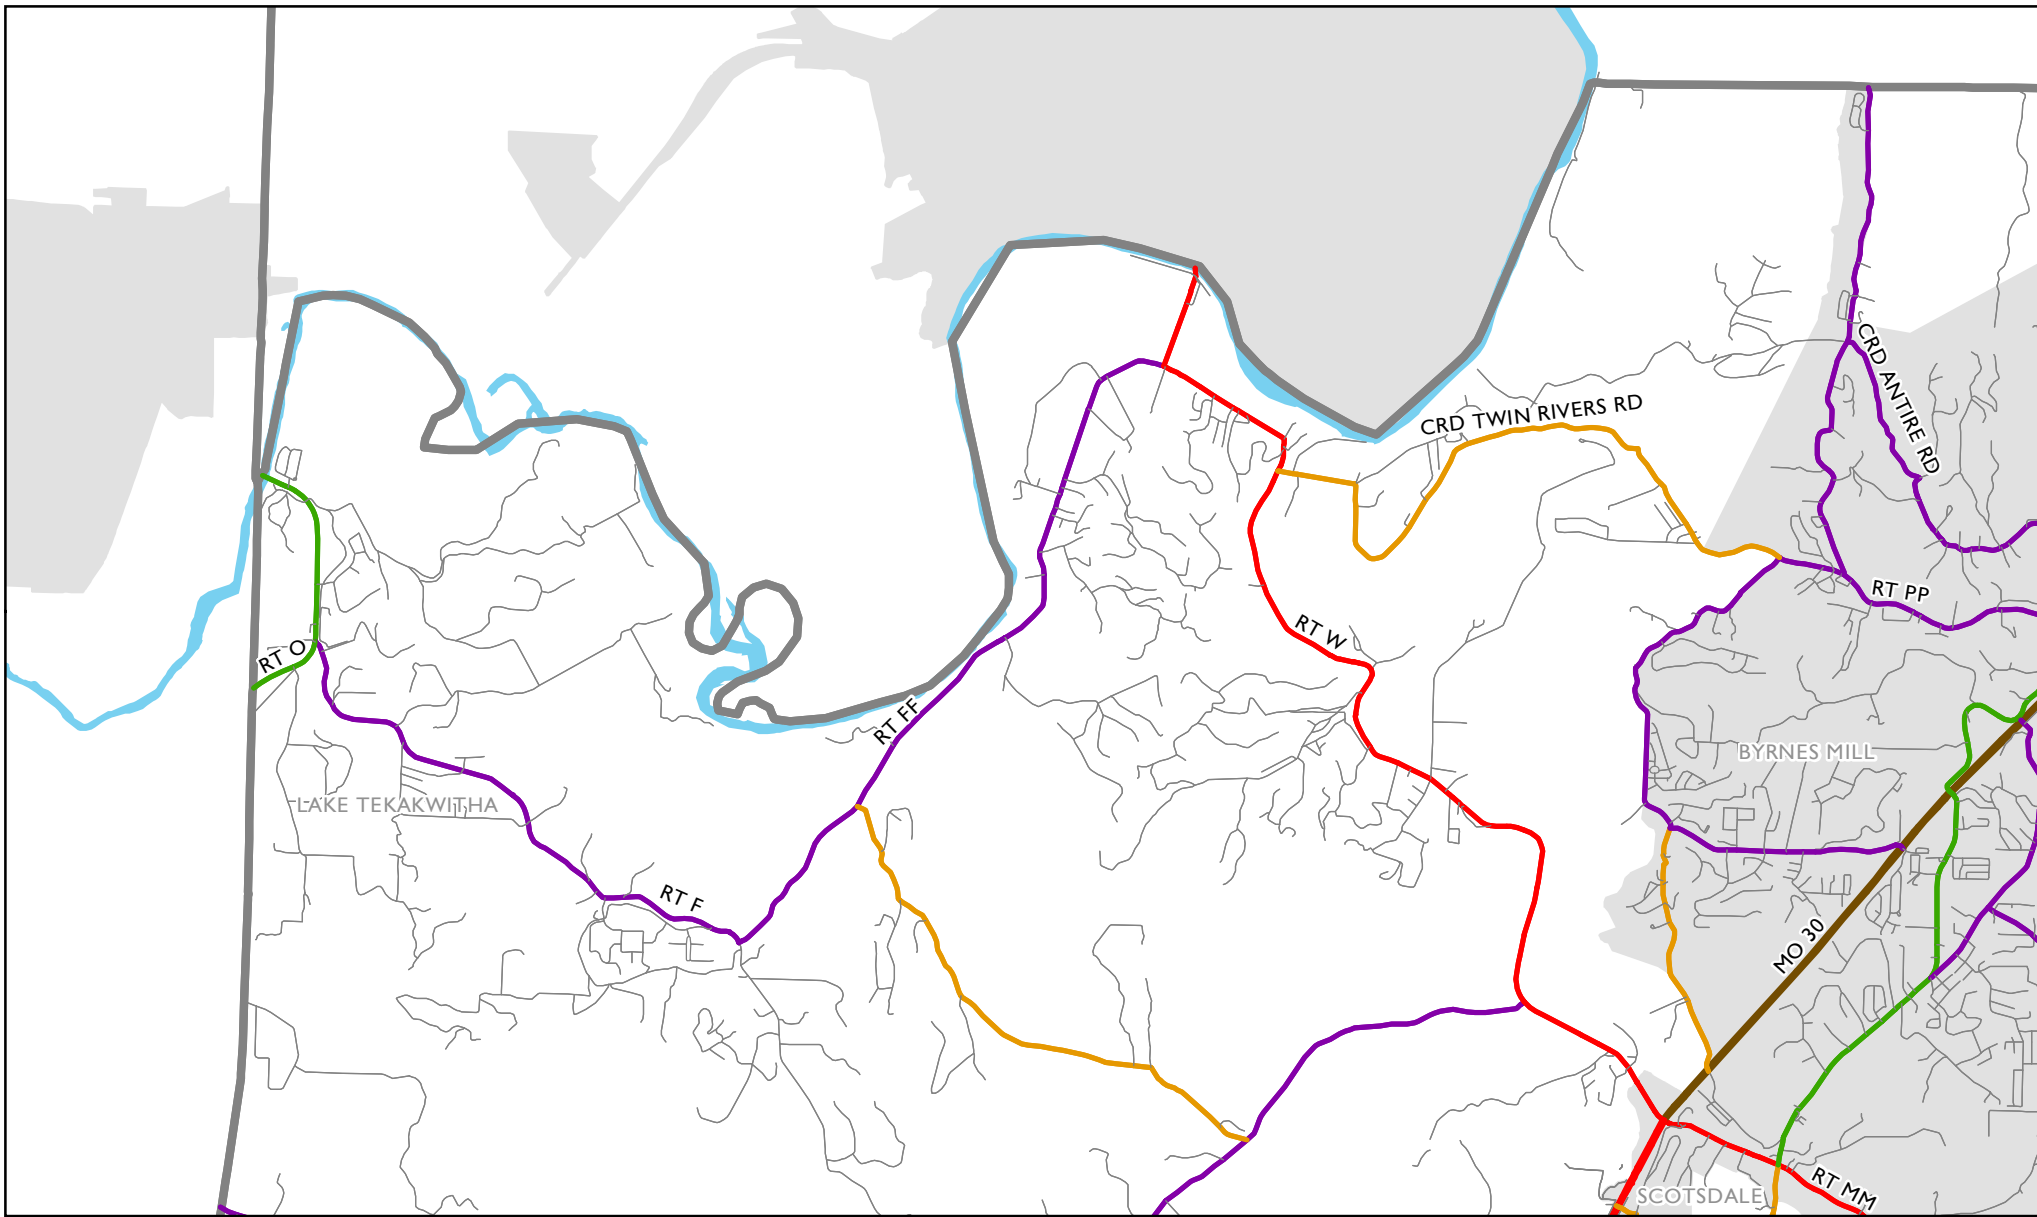 CRD ANTIRE RD
CRD TWIN RIVERS RD
RT PP
RT W
RT O
RT FF
BYRNES MILL
LAKE TEKAKWITHA
RT F
MO 30
RT MM
SCOTSDALE